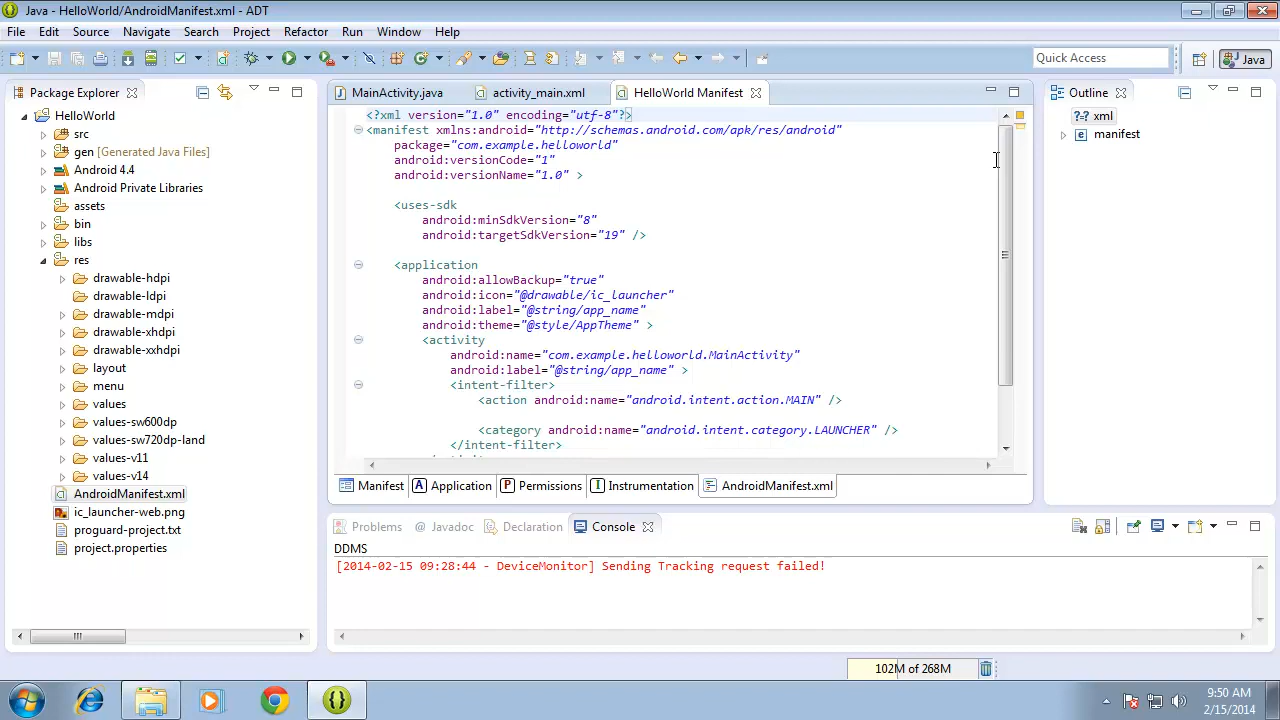 Java - HelloWorld/AndroidManifest.xml - ADT
File Edit Source Navigate Search Project Refactor Run Window Help
Quick Access
Java
Package Explorer
HelloWorld
src
gen [Generated Java Files]
Android 4.4
Android Private Libraries
assets
bin
libs
res
drawable-hdpi
drawable-ldpi
drawable-mdpi
drawable-xhdpi
drawable-xxhdpi
layout
menu
values
values-sw600dp
values-sw720dp-land
values-v11
values-v14
AndroidManifest.xml
ic_launcher-web.png
proguard-project.txt
project.properties
MainActivity.java activity_main.xml HelloWorld Manifest
<?xml version="1.0" encoding="utf-8"?>
<manifest xmlns:android="http://schemas.android.com/apk/res/android"
package="com.example.helloworld"
android:versionCode="1"
android:versionName="1.0" >
<uses-sdk
android:minSdkVersion="8"
android:targetSdkVersion="19" />
<application
android:allowBackup="true"
android:icon="@drawable/ic_launcher"
android:label="@string/app_name"
android:theme="@style/AppTheme" >
<activity
android:name="com.example.helloworld.MainActivity"
android:label="@string/app_name" >
<intent-filter>
<action android:name="android.intent.action.MAIN" />
<category android:name="android.intent.category.LAUNCHER" />
</intent-filter>
Manifest A Application P Permissions I Instrumentation AndroidManifest.xml
Outline
?=? xml
e manifest
Problems @ Javadoc Declaration Console
DDMS
[2014-02-15 09:28:44 - DeviceMonitor] Sending Tracking request failed!
102M of 268M
9:50 AM
2/15/2014